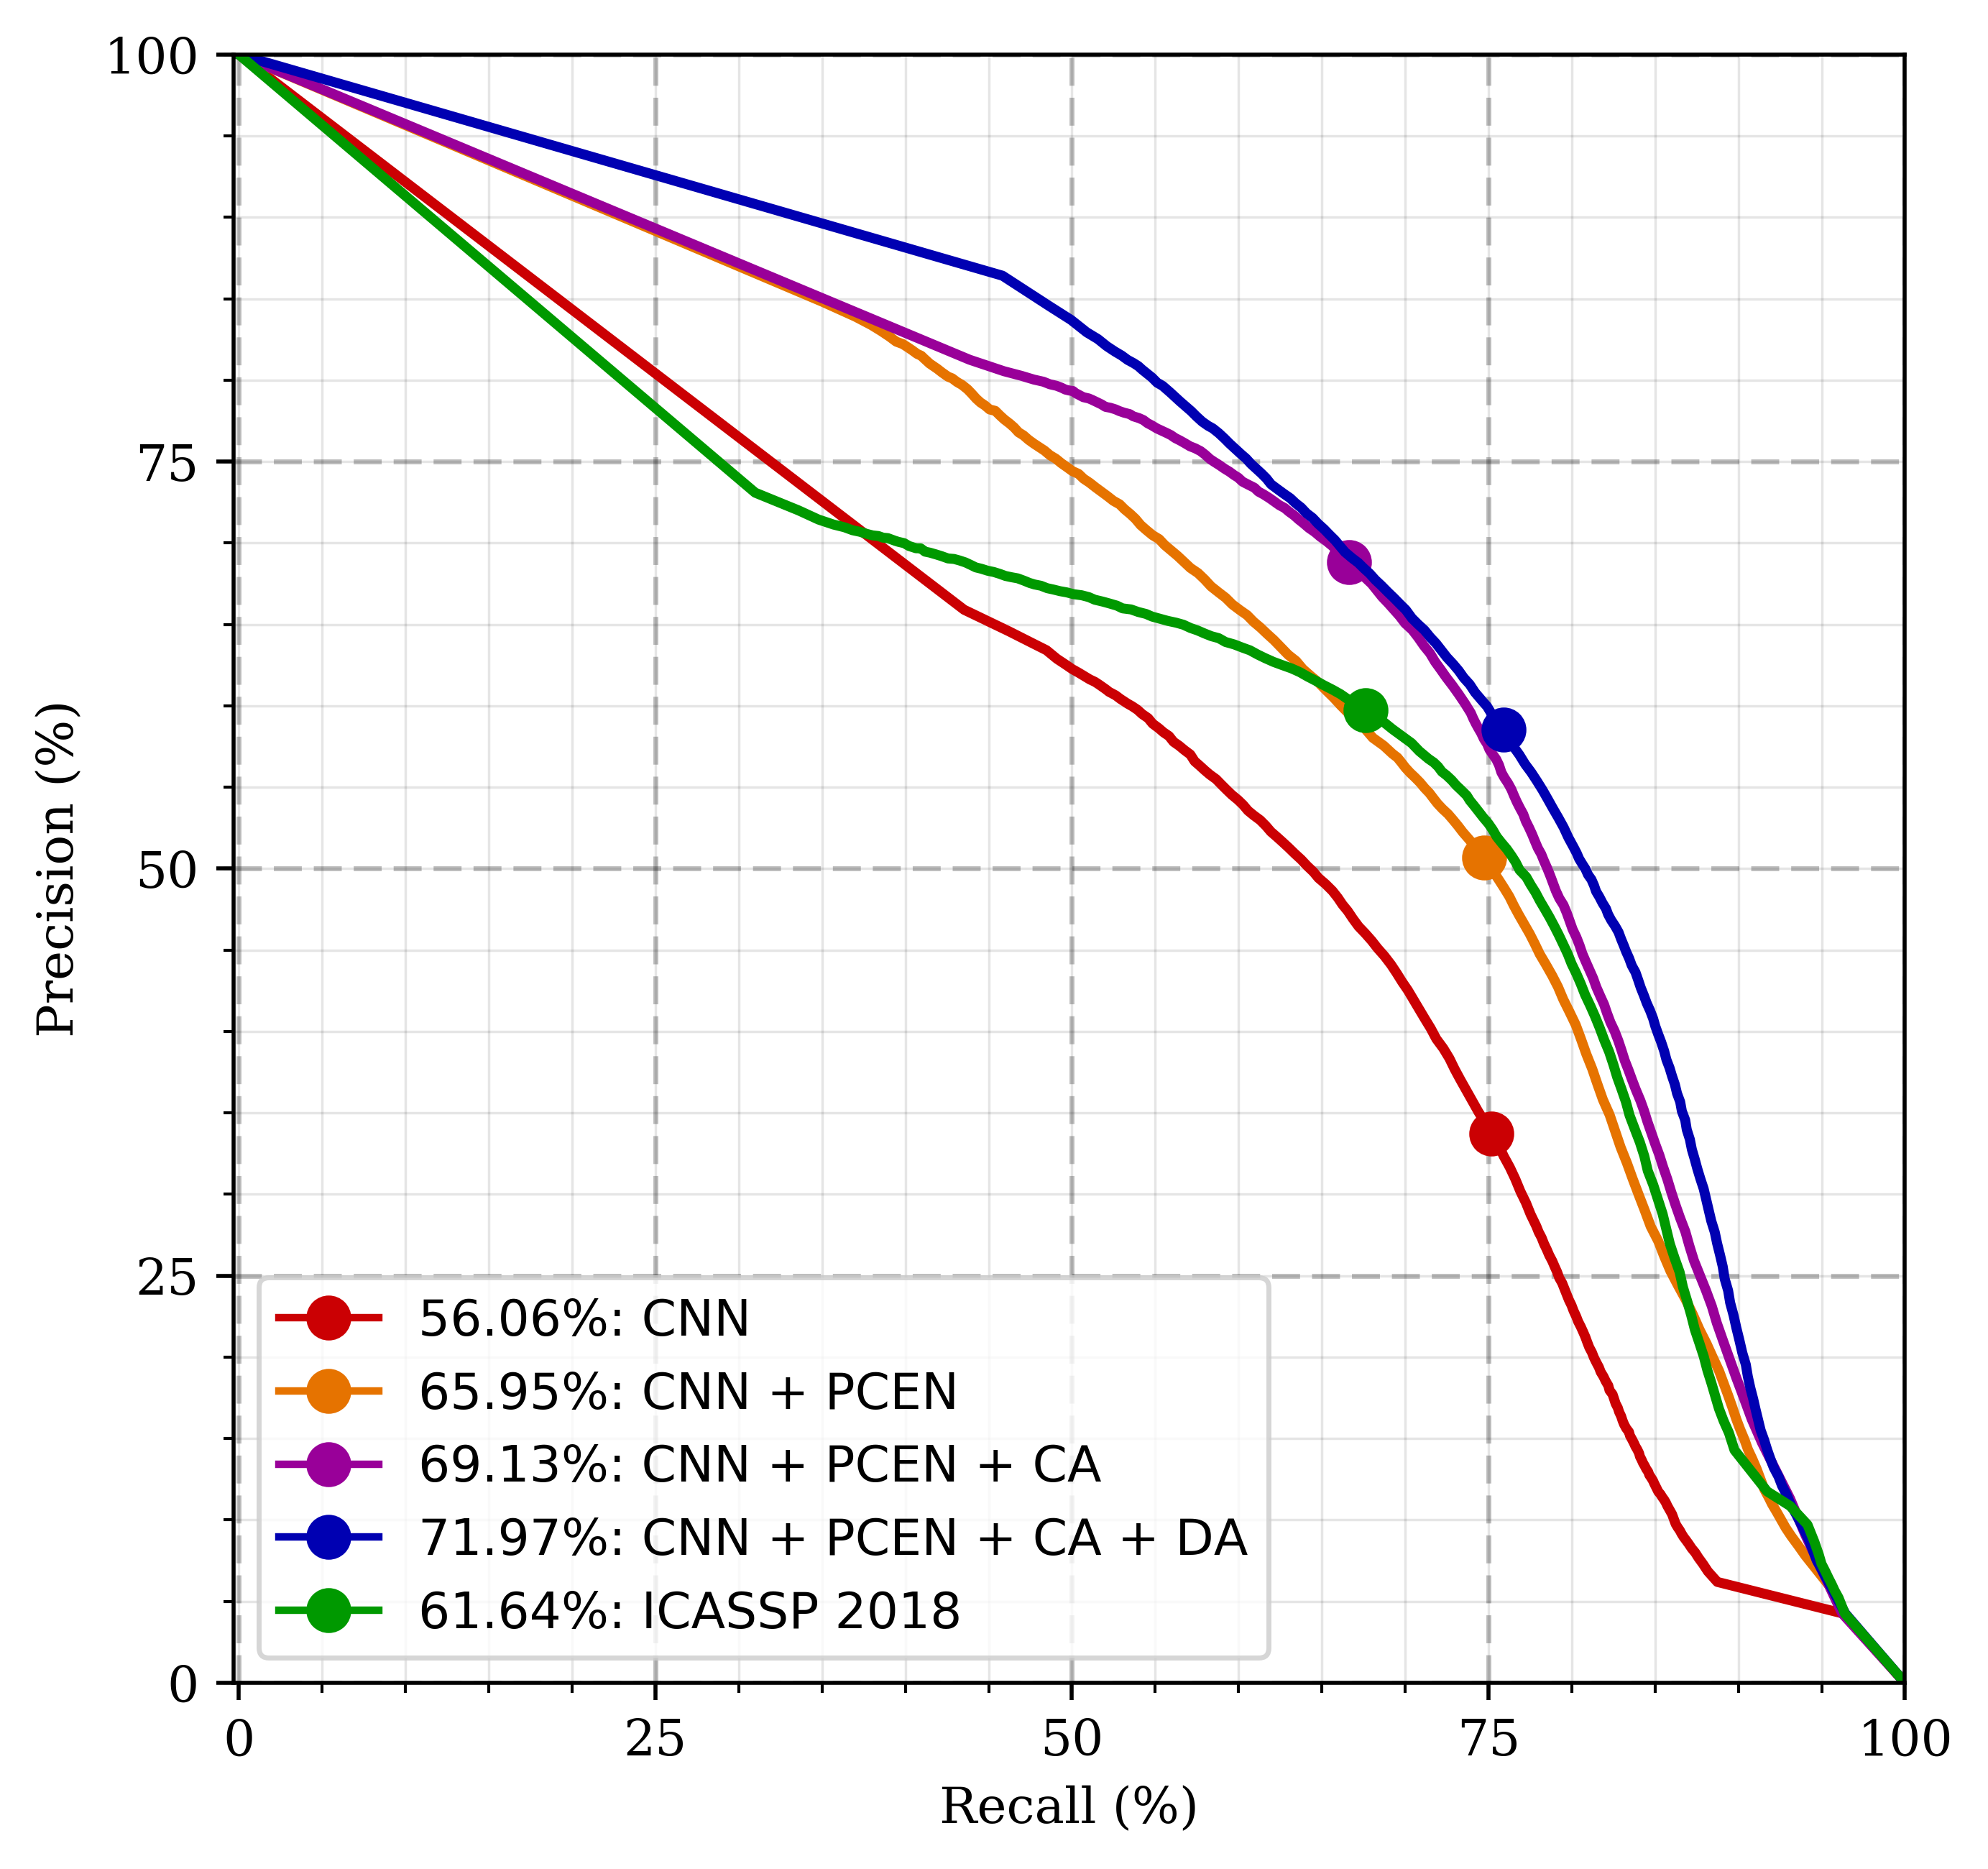 100
75
50
25
0
Precision (%)
56.06%: CNN
65.95%: CNN + PCEN
69.13%: CNN + PCEN + CA
71.97%: CNN + PCEN + CA + DA
61.64%: ICASSP 2018
0 25 50 75 100
Recall (%)